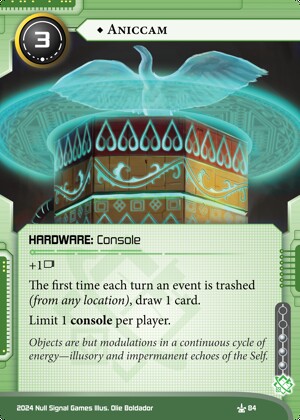 3
◆ Aniccam
HARDWARE: Console
+1
The first time each turn an event is trashed
(from any location), draw 1 card.
Limit 1 console per player.
Objects are but modulations in a continuous cycle of
energy—illusory and impermanent echoes of the Self.
2024 Null Signal Games Illus. Olie Boldador
84